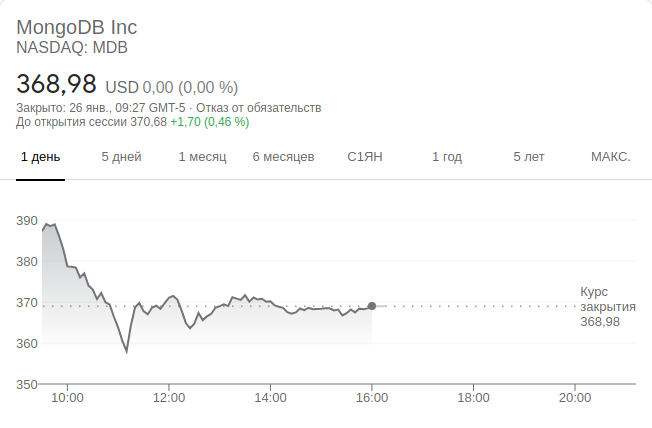 MongoDB Inc
NASDAQ: MDB
368,98 USD 0,00 (0,00 %)
Закрыто: 26 янв., 09:27 GMT-5 · Отказ от обязательств
До открытия сессии 370,68 +1,70 (0,46 %)
1 день 5 дней 1 месяц 6 месяцев С1ЯН 1 год 5 лет МАКС.
390
380
370
360
350
Курс
закрытия
368,98
10:00 12:00 14:00 16:00 18:00 20:00